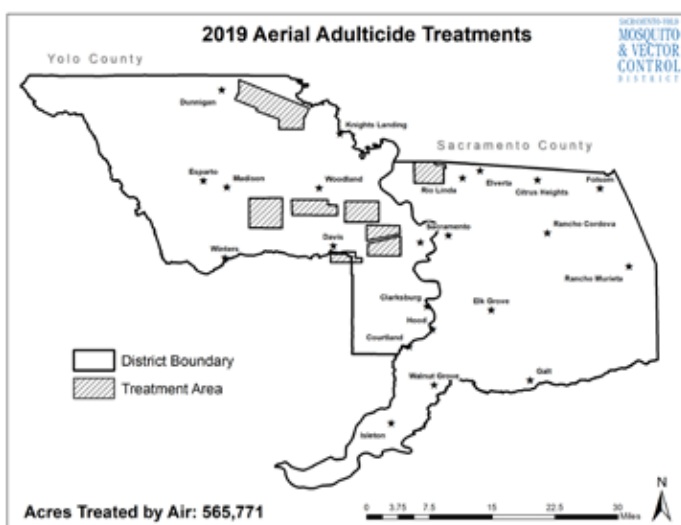 2019 Aerial Adulticide Treatments
SACRAMENTO-YOLO
MOSQUITO
& VECTOR
CONTROL
DISTRICT
Yolo County
Dunnigan
Knights Landing
Sacramento County
Esparto
Madison
Woodland
Rio Linda
Elverta
Citrus Heights
Folsom
Winters
Davis
Sacramento
Rancho Cordova
Rancho Murieta
Clarksburg
Hood
Elk Grove
Courtland
District Boundary
Treatment Area
Walnut Grove
Galt
Isleton
N
Acres Treated by Air: 565,771
0 3.75 7.5 15 22.5 30
Miles